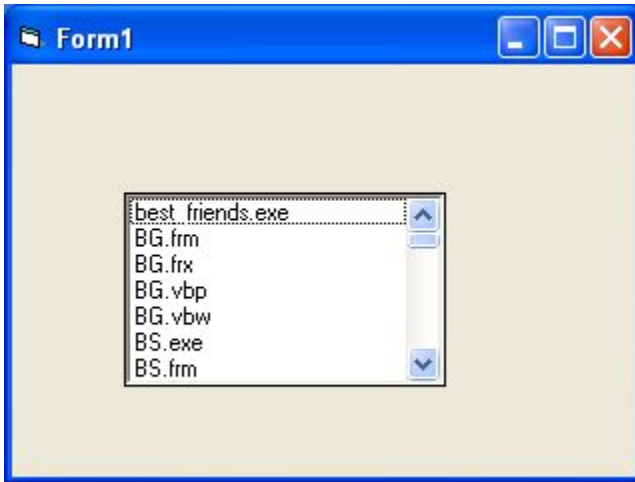 Form1
best_friends.exe
BG.frm
BG.frx
BG.vbp
BG.vbw
BS.exe
BS.frm